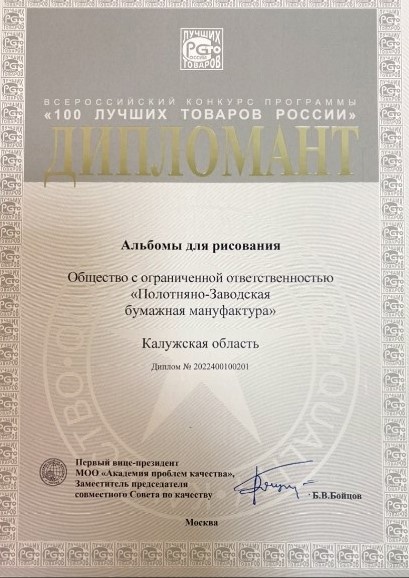 ЛУЧШИХ
PG
РОССИИ
ТОВАРОВ
ВСЕРОССИЙСКИЙ КОНКУРС ПРОГРАММЫ
«100 ЛУЧШИХ ТОВАРОВ РОССИИ»
ДИПЛОМАНТ
Альбомы для рисования
Общество с ограниченной ответственностью
«Полотняно-Заводская
бумажная мануфактура»
Калужская область
Диплом № 2022400100201
Первый вице-президент
МОО «Академия проблем качества»,
Заместитель председателя
совместного Совета по качеству
Б.В.Бойцов
Москва